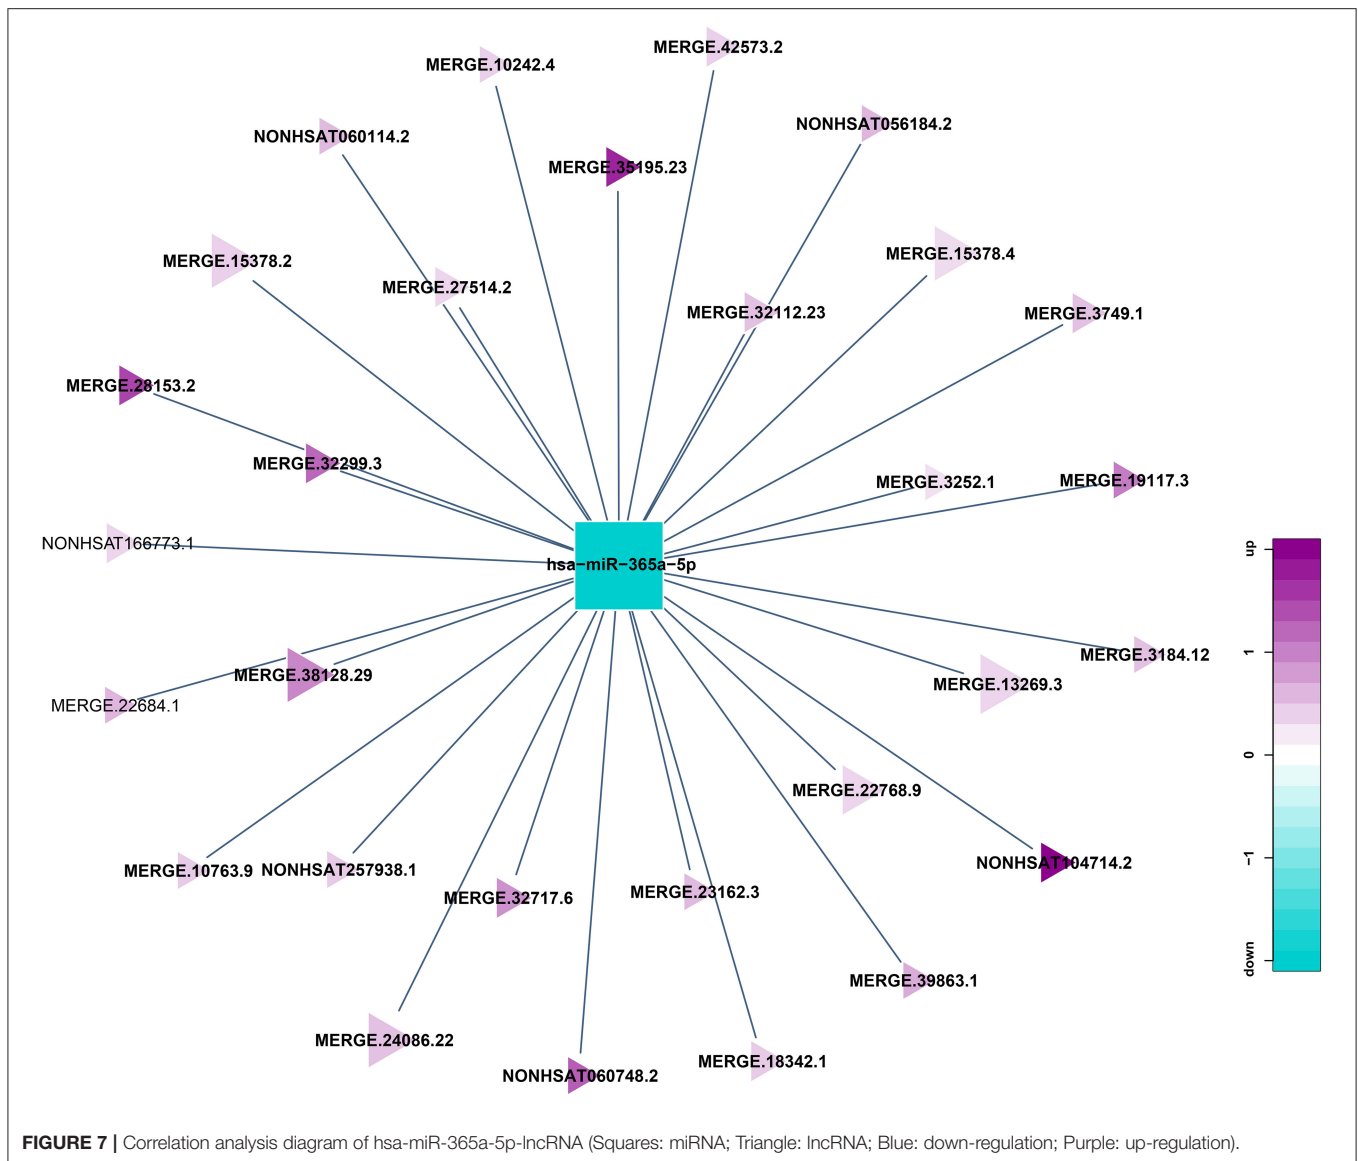 MERGE.42573.2
MERGE.10242.4
NONHSAT056184.2
NONHSAT060114.2
MERGE.35195.23
MERGE.15378.4
MERGE.15378.2
MERGE.27514.2
MERGE.32112.23
MERGE.3749.1
MERGE.28153.2
MERGE.32299.3
MERGE.3252.1
MERGE.19117.3
NONHSAT166773.1
hsa−miR−365a−5p
up
1
0
−1
down
MERGE.3184.12
MERGE.38128.29
MERGE.13269.3
MERGE.22684.1
MERGE.22768.9
NONHSAT104714.2
MERGE.10763.9
NONHSAT257938.1
MERGE.32717.6
MERGE.23162.3
MERGE.39863.1
MERGE.24086.22
MERGE.18342.1
NONHSAT060748.2
FIGURE 7 | Correlation analysis diagram of hsa-miR-365a-5p-lncRNA (Squares: miRNA; Triangle: lncRNA; Blue: down-regulation; Purple: up-regulation).